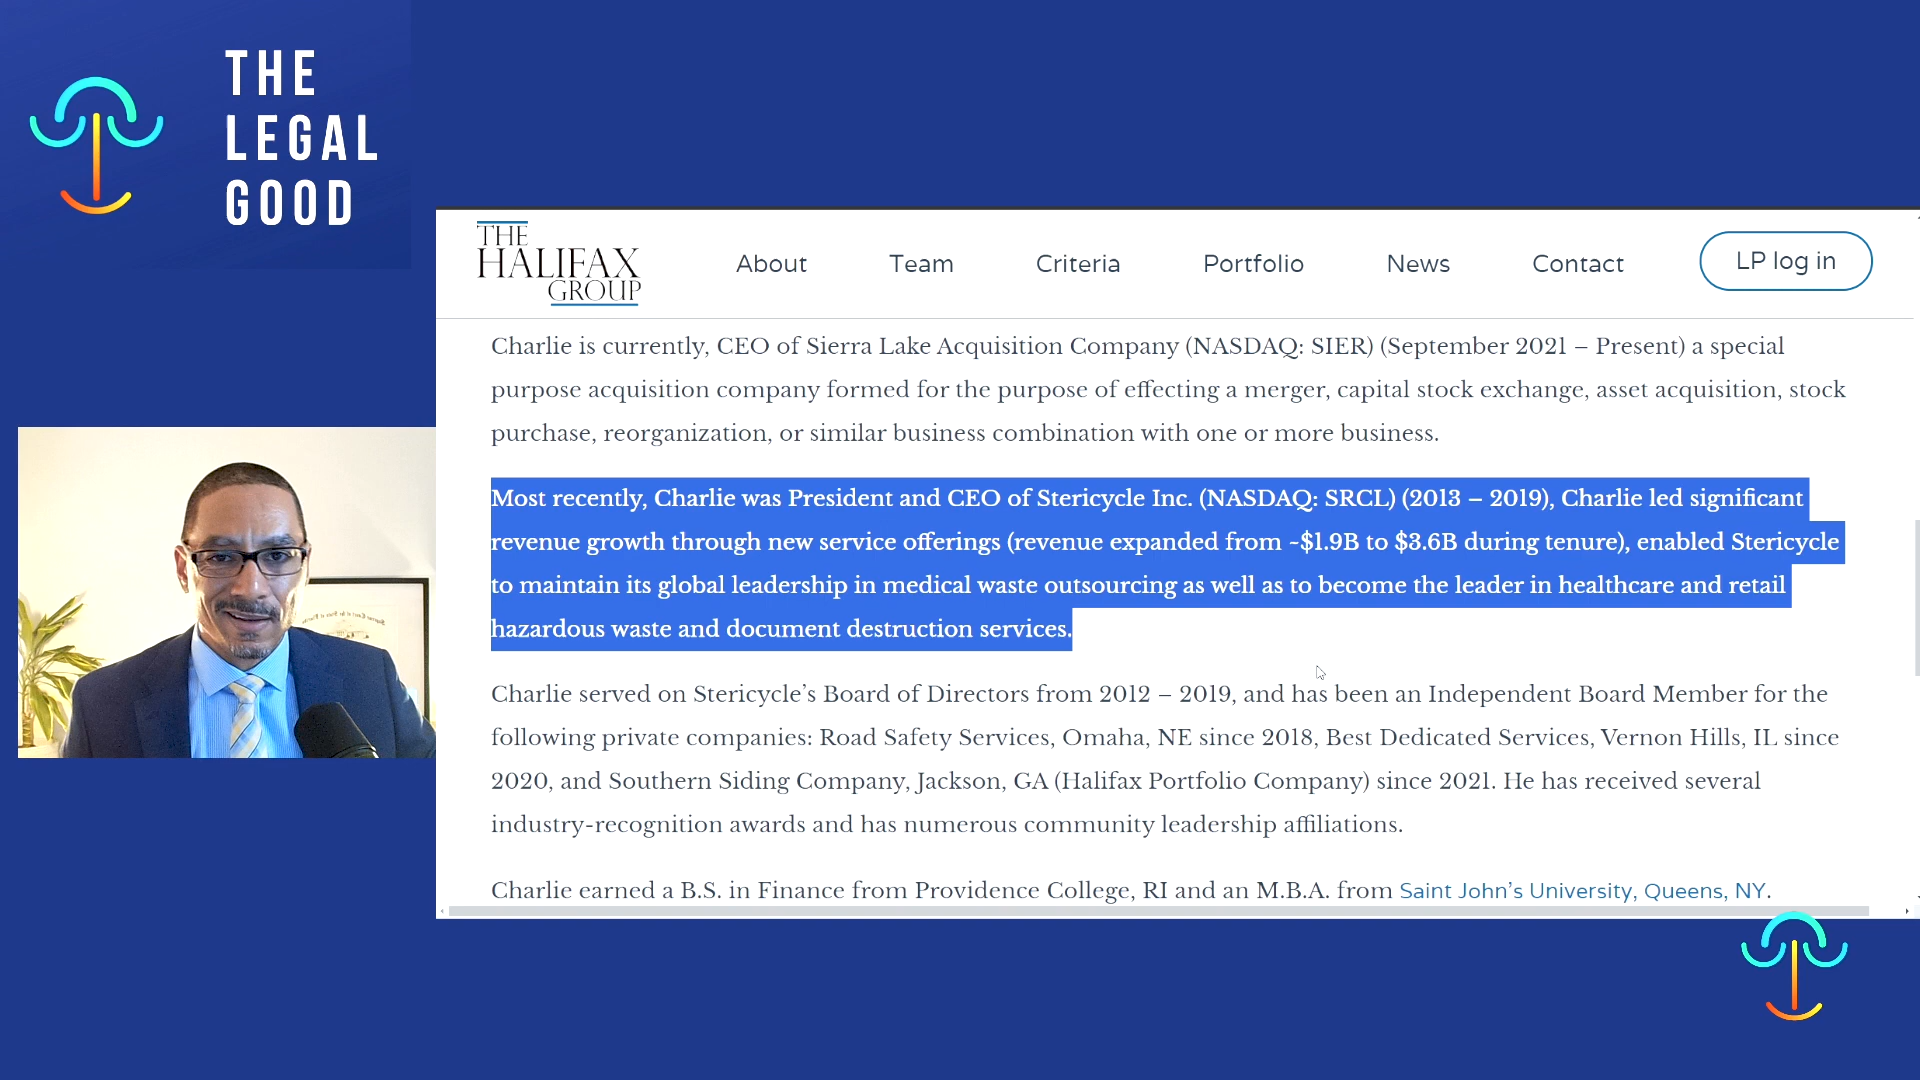 THE
LEGAL
GOOD
THE
HALIFAX
GROUP
About Team Criteria Portfolio News Contact LP log in
Charlie is currently, CEO of Sierra Lake Acquisition Company (NASDAQ: SIER) (September 2021 – Present) a special
purpose acquisition company formed for the purpose of effecting a merger, capital stock exchange, asset acquisition, stock
purchase, reorganization, or similar business combination with one or more business.
Most recently, Charlie was President and CEO of Stericycle Inc. (NASDAQ: SRCL) (2013 – 2019), Charlie led significant
revenue growth through new service offerings (revenue expanded from ~$1.9B to $3.6B during tenure), enabled Stericycle
to maintain its global leadership in medical waste outsourcing as well as to become the leader in healthcare and retail
hazardous waste and document destruction services.
Charlie served on Stericycle’s Board of Directors from 2012 – 2019, and has been an Independent Board Member for the
following private companies: Road Safety Services, Omaha, NE since 2018, Best Dedicated Services, Vernon Hills, IL since
2020, and Southern Siding Company, Jackson, GA (Halifax Portfolio Company) since 2021. He has received several
industry-recognition awards and has numerous community leadership affiliations.
Charlie earned a B.S. in Finance from Providence College, RI and an M.B.A. from Saint John’s University, Queens, NY.